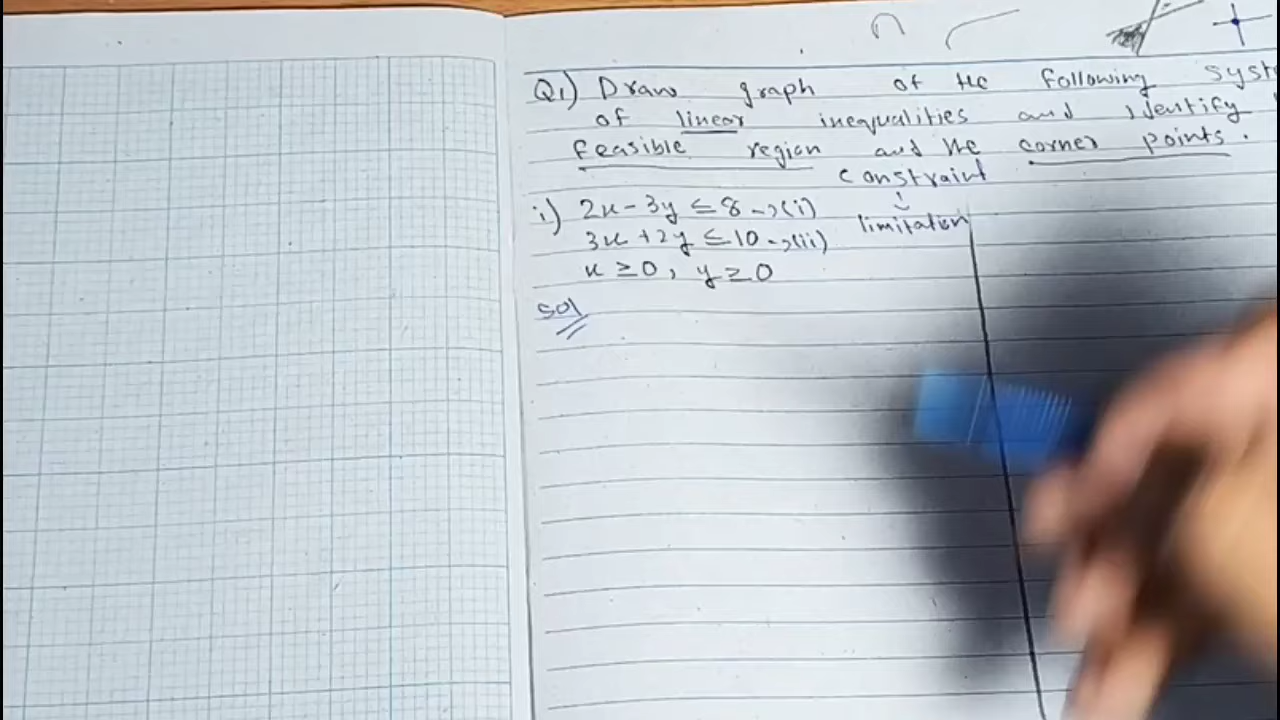 Q1) Draw graph of the following syst
of linear inequalities and identify
feasible region and the corner points.
constraint
i) 2x - 3y ≤ 8 → (i)
limitation
3x + 2y ≤ 10 → (ii)
x ≥ 0, y ≥ 0
Sol